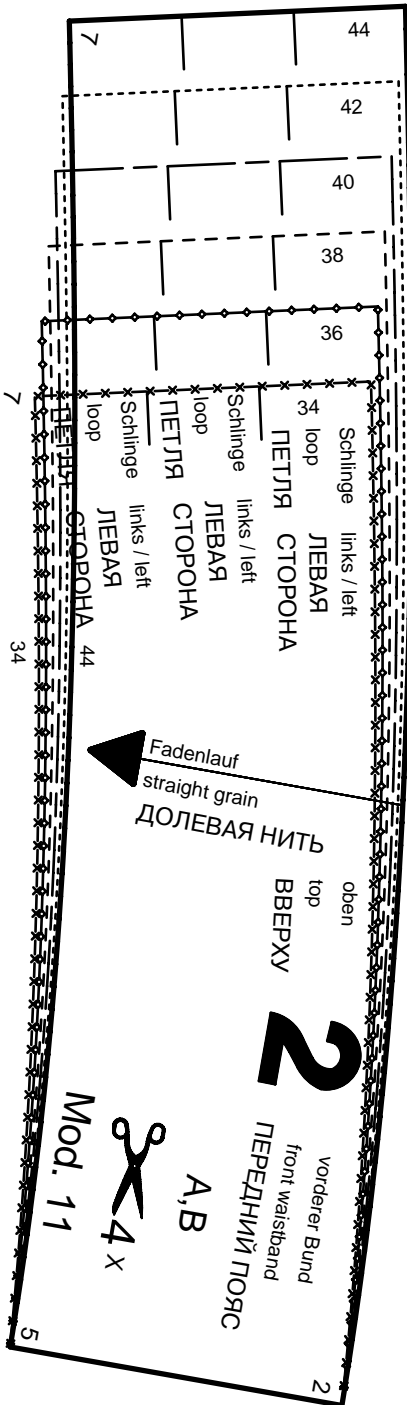 7
44
42
40
38
36
34
7
Schlinge links / left
loop ЛЕВАЯ
ПЕТЛЯ СТОРОНА
Schlinge links / left
loop ЛЕВАЯ
ПЕТЛЯ СТОРОНА
Schlinge links / left
loop ЛЕВАЯ
ПЕТЛЯ СТОРОНА
44
34
Fadenlauf
straight grain
ДОЛЕВАЯ НИТЬ
oben
top
ВВЕРХУ
2
vorderer Bund
front waistband
ПЕРЕДНИЙ ПОЯС
A,B
4 x
Mod. 11
5
2